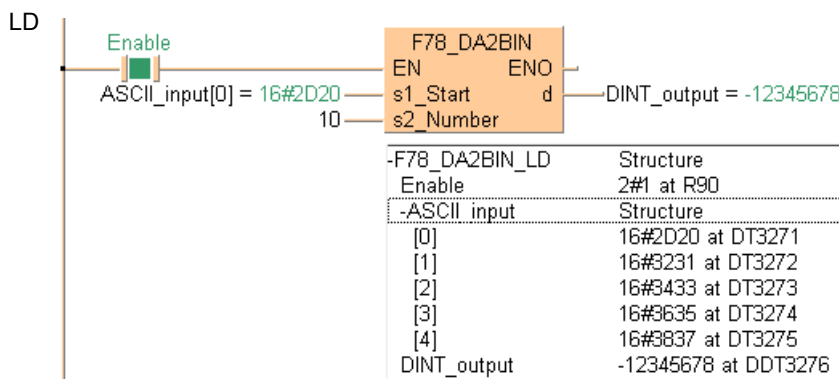 LD
Enable
F78_DA2BIN
EN ENO
ASCII_input[0] = 16#2D20 s1_Start d DINT_output = -12345678
10 s2_Number
-F78_DA2BIN_LD Structure
Enable 2#1 at R90
-ASCII_input Structure
[0] 16#2D20 at DT3271
[1] 16#3231 at DT3272
[2] 16#3433 at DT3273
[3] 16#3635 at DT3274
[4] 16#3837 at DT3275
DINT_output -12345678 at DDT3276